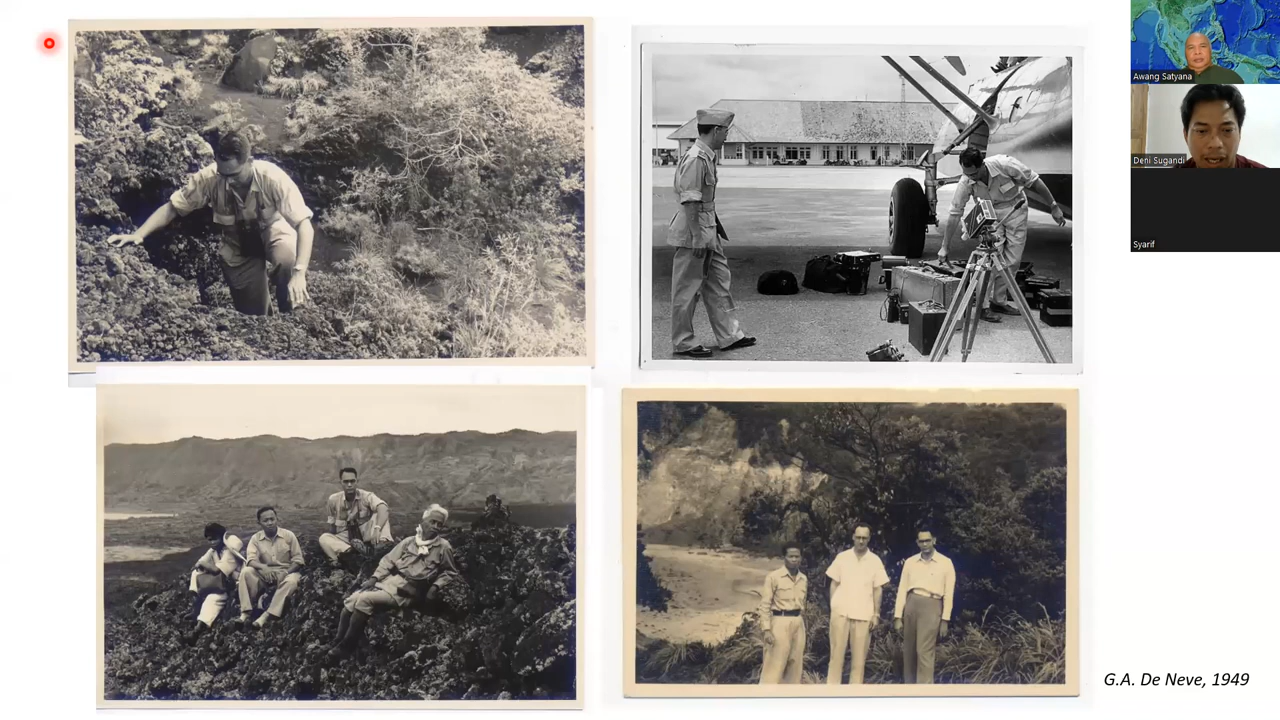 Awang Satyana
Deni Sugandi
Syarif
G.A. De Neve, 1949